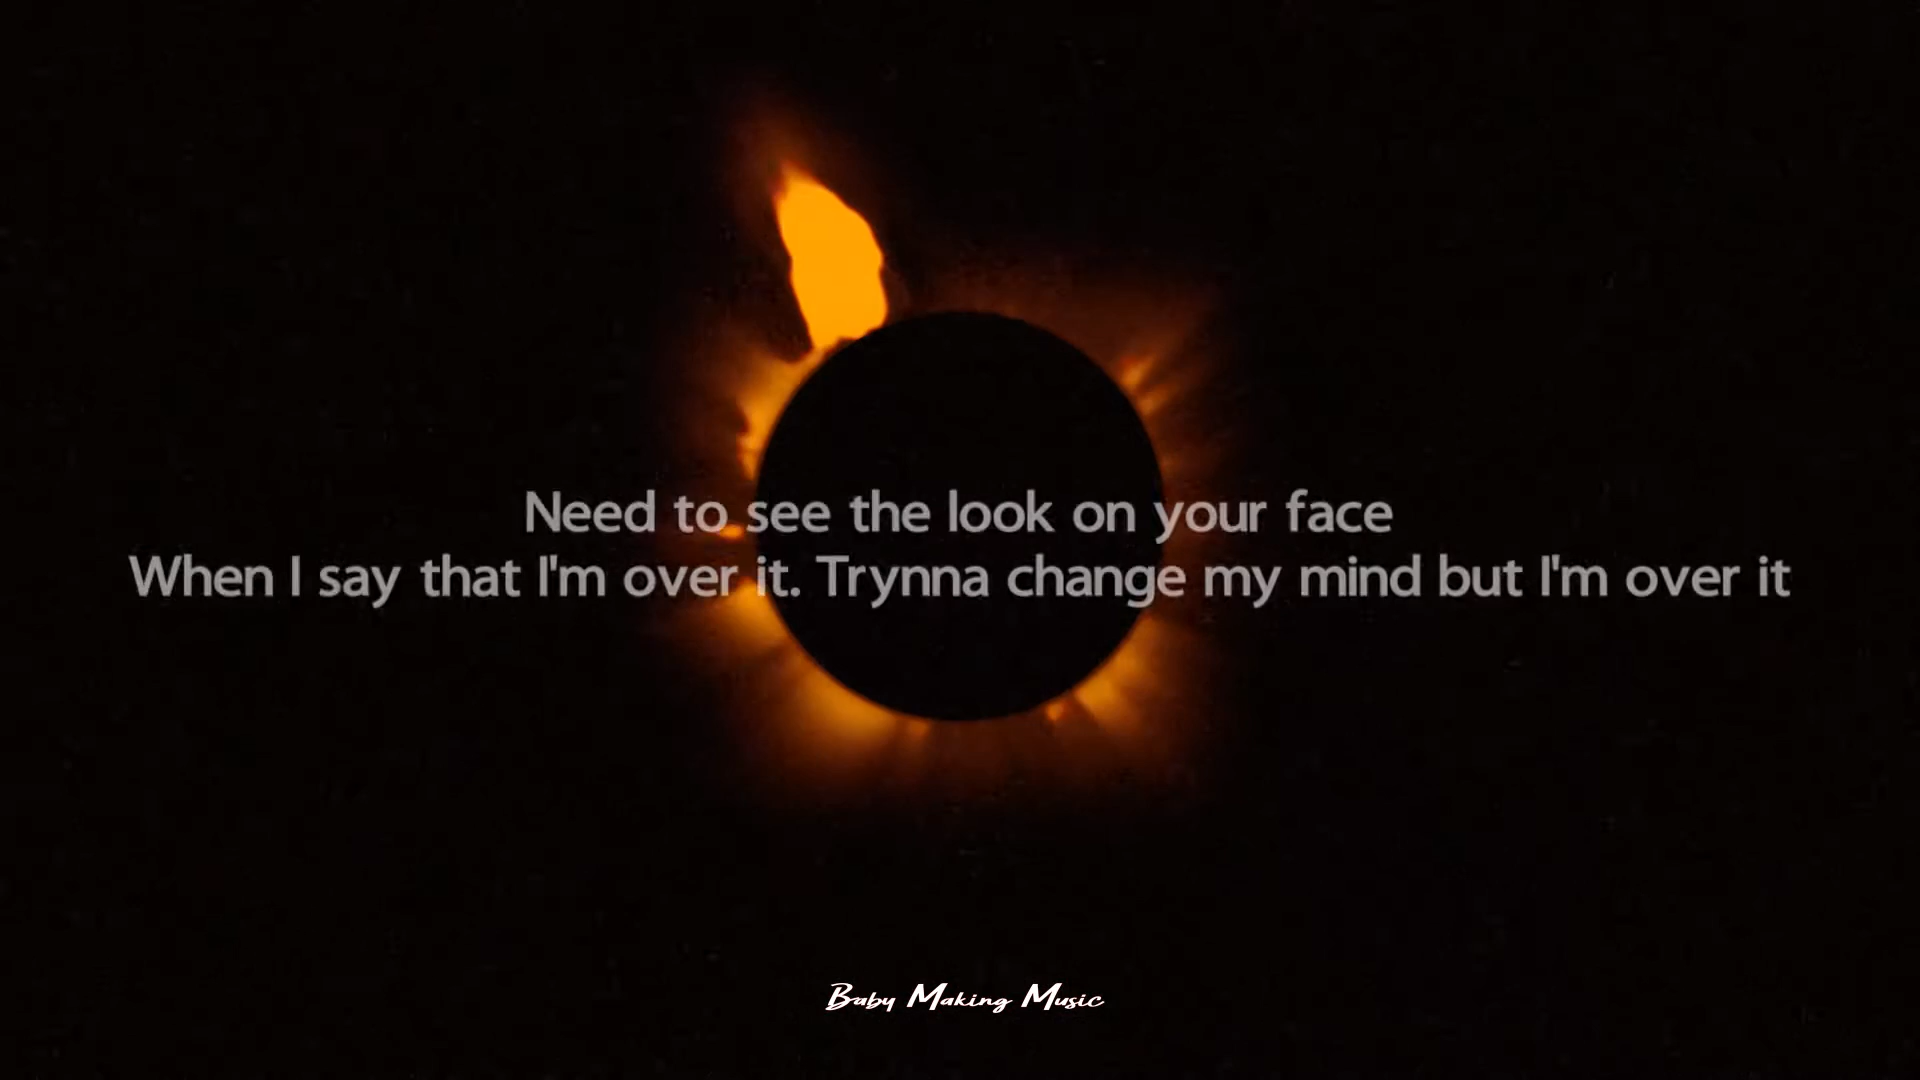 Need to see the look on your face
When I say that I'm over it. Trynna change my mind but I'm over it
Baby Making Music